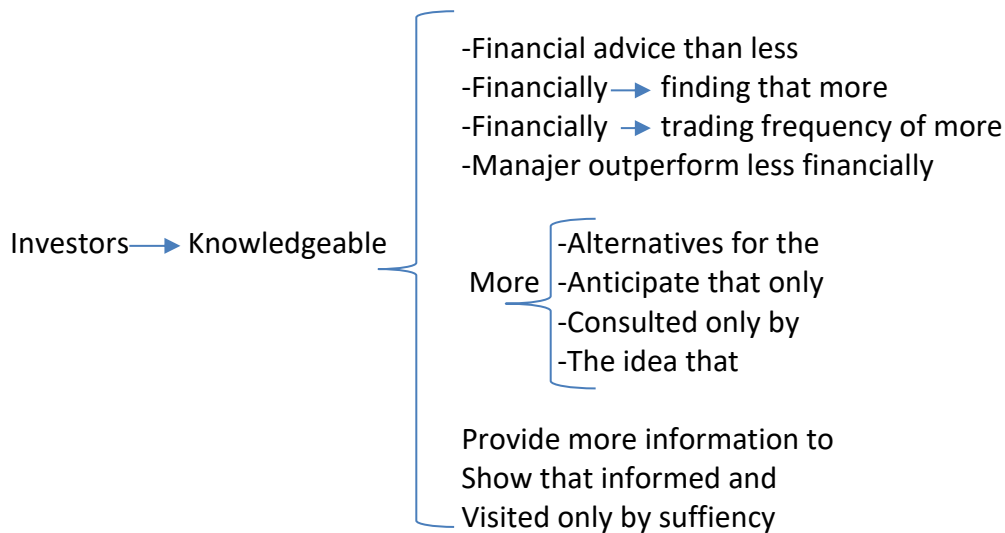 -Financial advice than less
-Financially → finding that more
-Financially → trading frequency of more
-Manajer outperform less financially
Investors → Knowledgeable
More
-Alternatives for the
-Anticipate that only
-Consulted only by
-The idea that
Provide more information to
Show that informed and
Visited only by suffiency